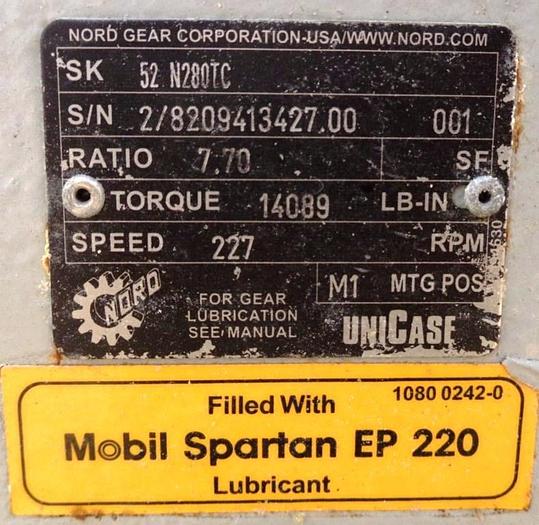 NORD GEAR CORPORATION-USA/WWW.NORD.COM
SK 52 N280TC
S/N 2/8209413427.00 001
RATIO 7.70 SF
TORQUE 14089 LB-IN
SPEED 227 RPM
M1 MTG POS
NORD
FOR GEAR
LUBRICATION
SEE MANUAL
UNICASE™
1080 0242-0
Filled With
Mobil Spartan EP 220
Lubricant